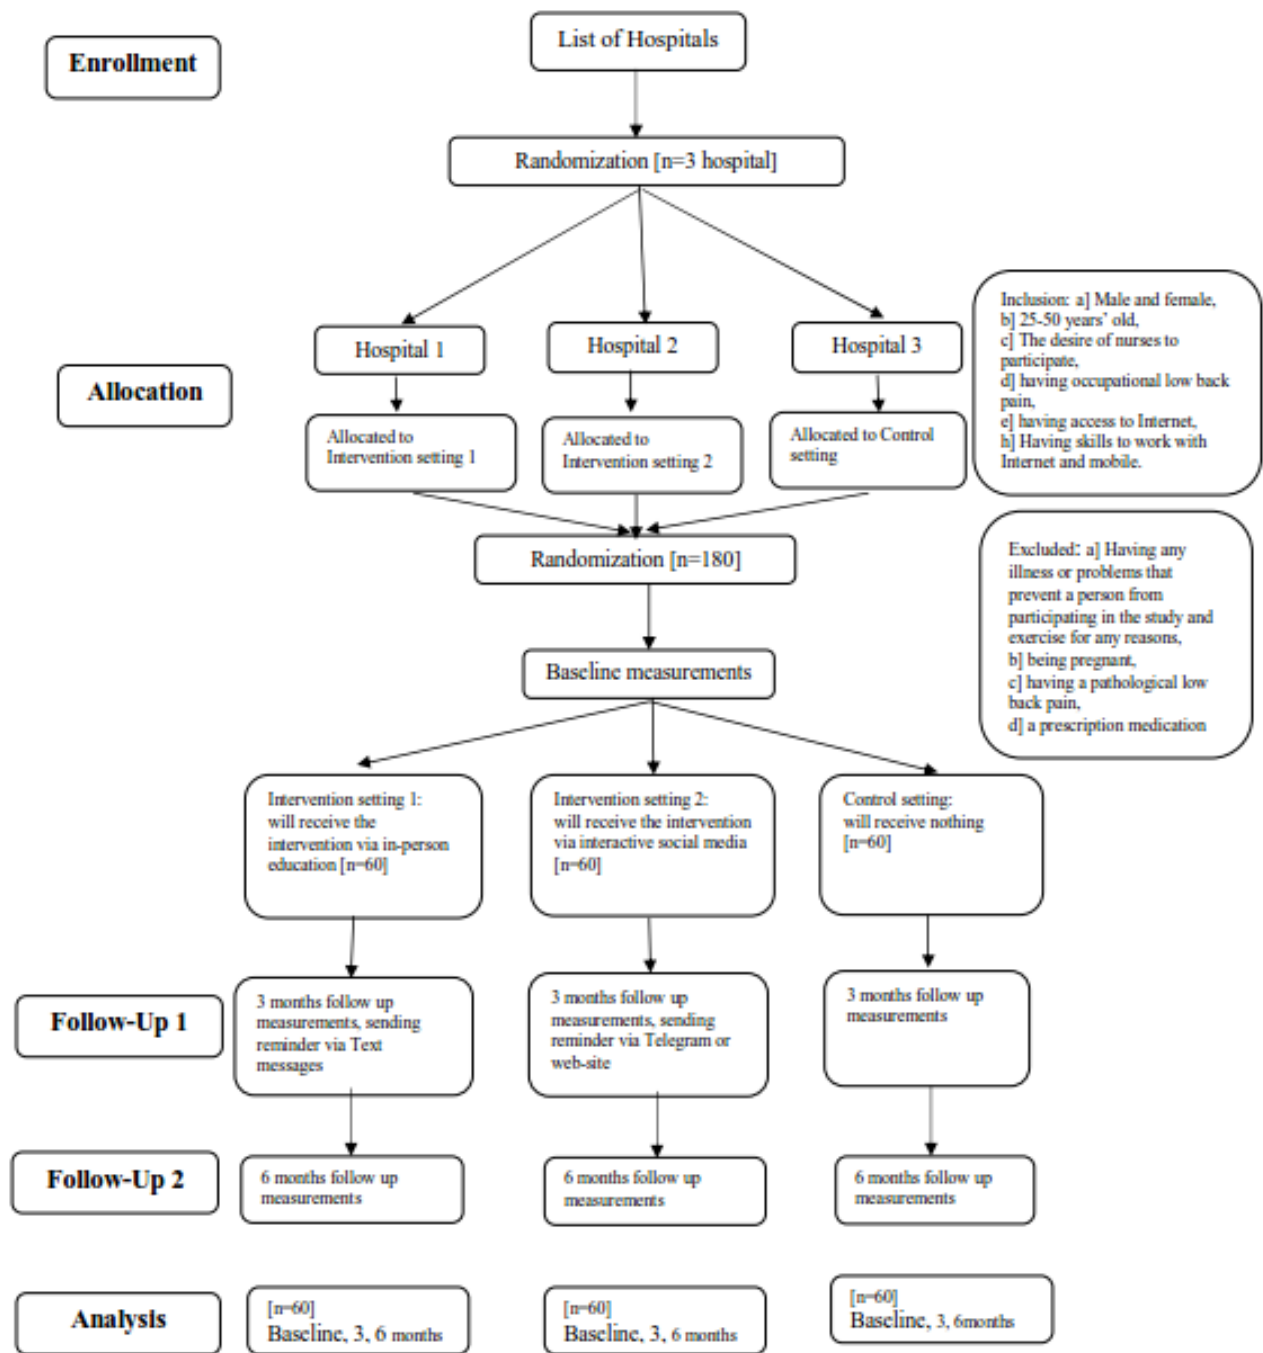 List of Hospitals
Enrollment
Randomization [n=3 hospital]
Hospital 1
Hospital 2
Hospital 3
Inclusion: a] Male and female,
b] 25-50 years’ old,
c] The desire of nurses to
participate,
d] having occupational low back
pain,
e] having access to Internet,
h] Having skills to work with
Internet and mobile.
Allocation
Allocated to
Intervention setting 1
Allocated to
Intervention setting 2
Allocated to Control
setting
Randomization [n=180]
Excluded: a] Having any
illness or problems that
prevent a person from
participating in the study and
exercise for any reasons,
b] being pregnant,
c] having a pathological low
back pain,
d] a prescription medication
Baseline measurements
Intervention setting 1:
will receive the
intervention via in-person
education [n=60]
Intervention setting 2:
will receive the intervention
via interactive social media
[n=60]
Control setting:
will receive nothing
[n=60]
Follow-Up 1
3 months follow up
measurements, sending
reminder via Text
messages
3 months follow up
measurements, sending
reminder via Telegram or
web-site
3 months follow up
measurements
Follow-Up 2
6 months follow up
measurements
6 months follow up
measurements
6 months follow up
measurements
Analysis
[n=60]
Baseline, 3, 6 months
[n=60]
Baseline, 3, 6 months
[n=60]
Baseline, 3, 6months